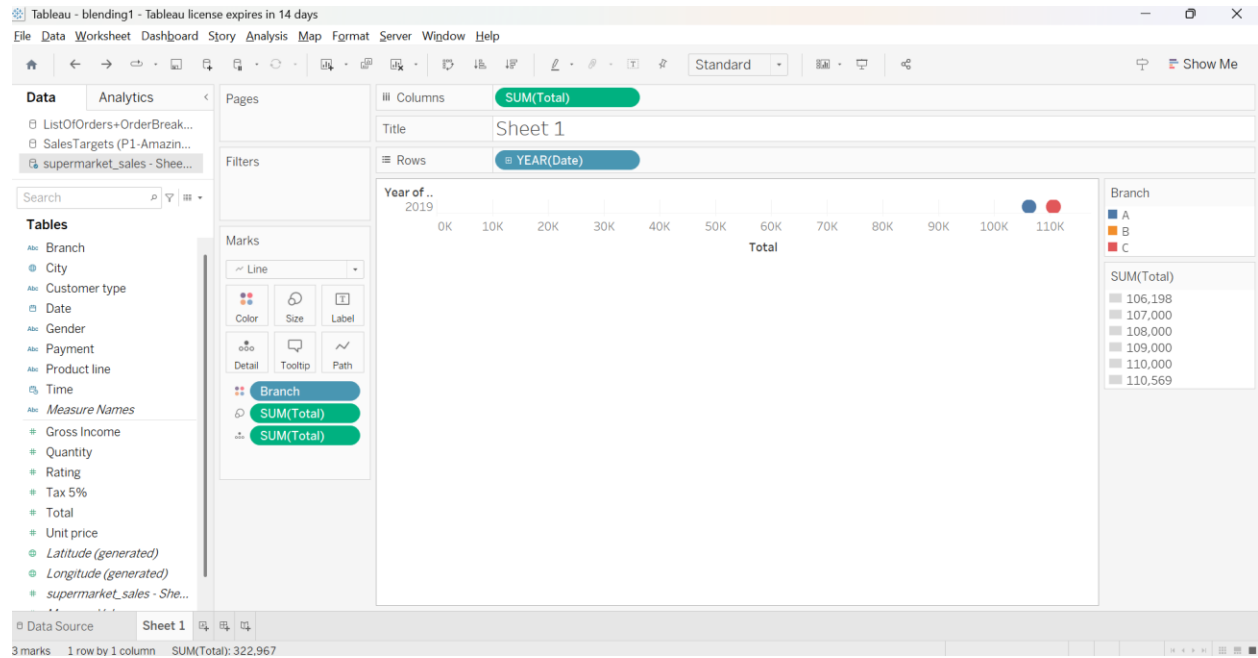 Tableau - blending1 - Tableau license expires in 14 days
File Data Worksheet Dashboard Story Analysis Map Format Server Window Help
Standard
Show Me
Data Analytics
ListOfOrders+OrderBreak...
SalesTargets (P1-Amazin...
supermarket_sales - Shee...
Search
Tables
Abc Branch
City
Abc Customer type
Date
Abc Gender
Abc Payment
Abc Product line
Time
Abc Measure Names
# Gross Income
# Quantity
# Rating
# Tax 5%
# Total
# Unit price
Latitude (generated)
Longitude (generated)
# supermarket_sales - She...
Pages
Filters
Marks
Line
Color Size Label
Detail Tooltip Path
Branch
SUM(Total)
SUM(Total)
Columns SUM(Total)
Title Sheet 1
Rows YEAR(Date)
Year of ..
2019
0K 10K 20K 30K 40K 50K 60K 70K 80K 90K 100K 110K
Total
Branch
A
B
C
SUM(Total)
106,198
107,000
108,000
109,000
110,000
110,569
Data Source Sheet 1
3 marks 1 row by 1 column SUM(Total): 322,967